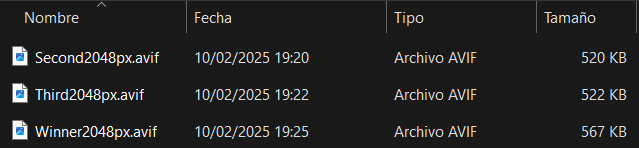 Nombre Fecha Tipo Tamaño
Second2048px.avif 10/02/2025 19:20 Archivo AVIF 520 KB
Third2048px.avif 10/02/2025 19:22 Archivo AVIF 522 KB
Winner2048px.avif 10/02/2025 19:25 Archivo AVIF 567 KB